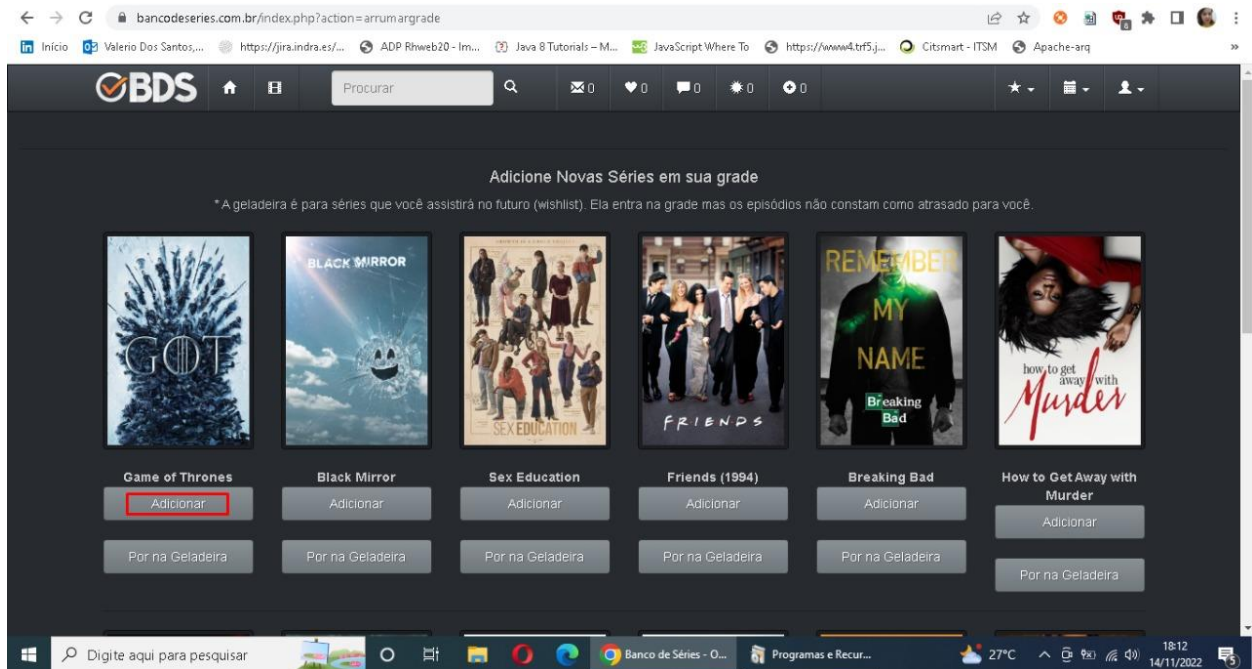 bancodeseries.com.br/index.php?action=arrumargrade
Início Valerio Dos Santos,... https://jira.indra.es/... ADP Rhweb20 - Im... Java 8 Tutorials – M... JavaScript Where To https://www4.trf5.j... Citsmart - ITSM Apache-arq »
BDS Procurar 0 0 0 0 0
Adicione Novas Séries em sua grade
* A geladeira é para séries que você assistirá no futuro (wishlist). Ela entra na grade mas os episódios não constam como atrasado para você.
GOT
BLACK MIRROR
SEX EDUCATION
FRIENDS
REMEMBER
MY
NAME
Breaking
Bad
how to get
away with
Murder
Game of Thrones Black Mirror Sex Education Friends (1994) Breaking Bad How to Get Away with
Murder
Adicionar Adicionar Adicionar Adicionar Adicionar
Adicionar
Por na Geladeira Por na Geladeira Por na Geladeira Por na Geladeira Por na Geladeira
Por na Geladeira
Digite aqui para pesquisar Banco de Séries - O... Programas e Recur... 27°C 18:12
14/11/2022